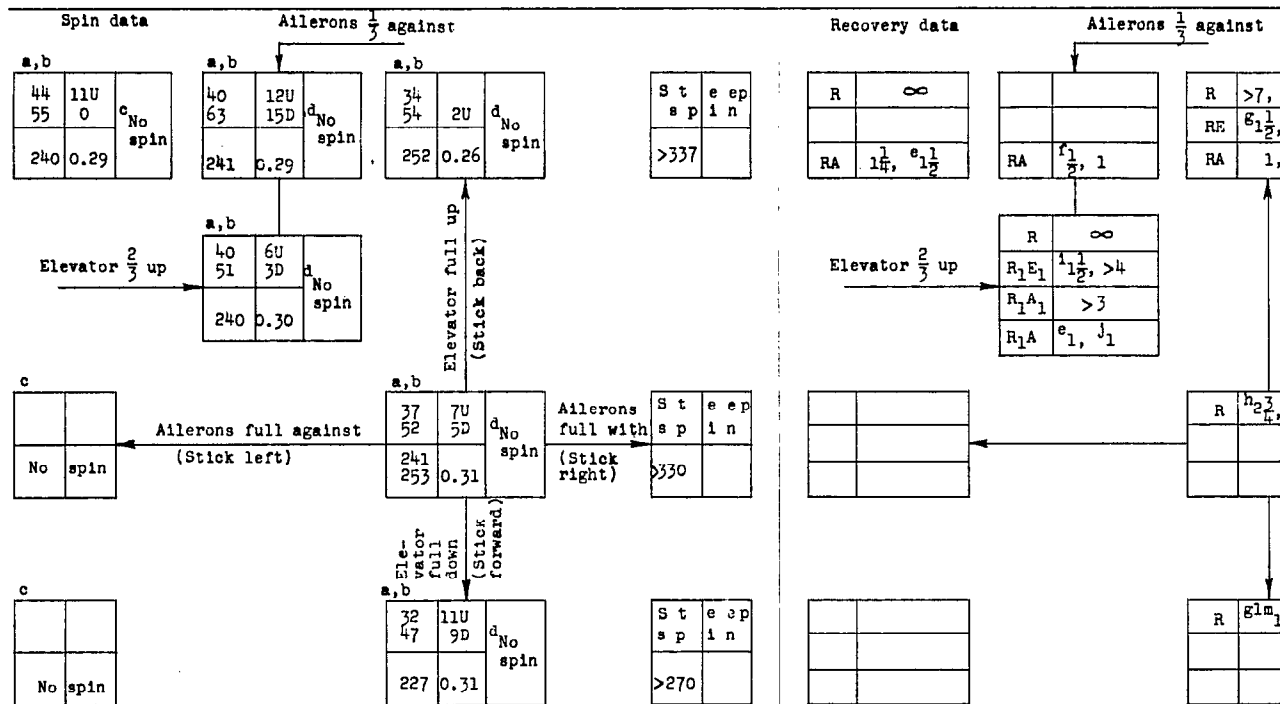 Spin data Ailerons 1/3 against Recovery data Ailerons 1/3 against
a,b a,b a,b
44 11U 40 12U 34 S t e ep R ∞ R >7,
55 0 c No spin 63 15D d No spin 54 2U d No spin s p i n RE g 1 1/2,
240 0.29 241 0.29 252 0.26 >337 RA 1 1/4, e 1 1/2 RA f 1/2, 1 RA 1,
Elevator full up
(Stick back)
a,b
Elevator 2/3 up 40 6U Elevator 2/3 up R ∞
51 3D d No spin R₁E₁ i 1 1/2, >4
240 0.30 R₁A₁ >3
R₁A e 1, j 1
c a,b
Ailerons full against 37 7U Ailerons full with S t e ep R h 2 3/4,
(Stick left) 52 5D d No spin (Stick right) s p i n
No spin 241 0.31 >330
253
Elevator full down
(Stick forward)
c a,b
32 11U S t e ep R glm 1
47 9D d No spin s p i n
No spin 227 0.31 >270